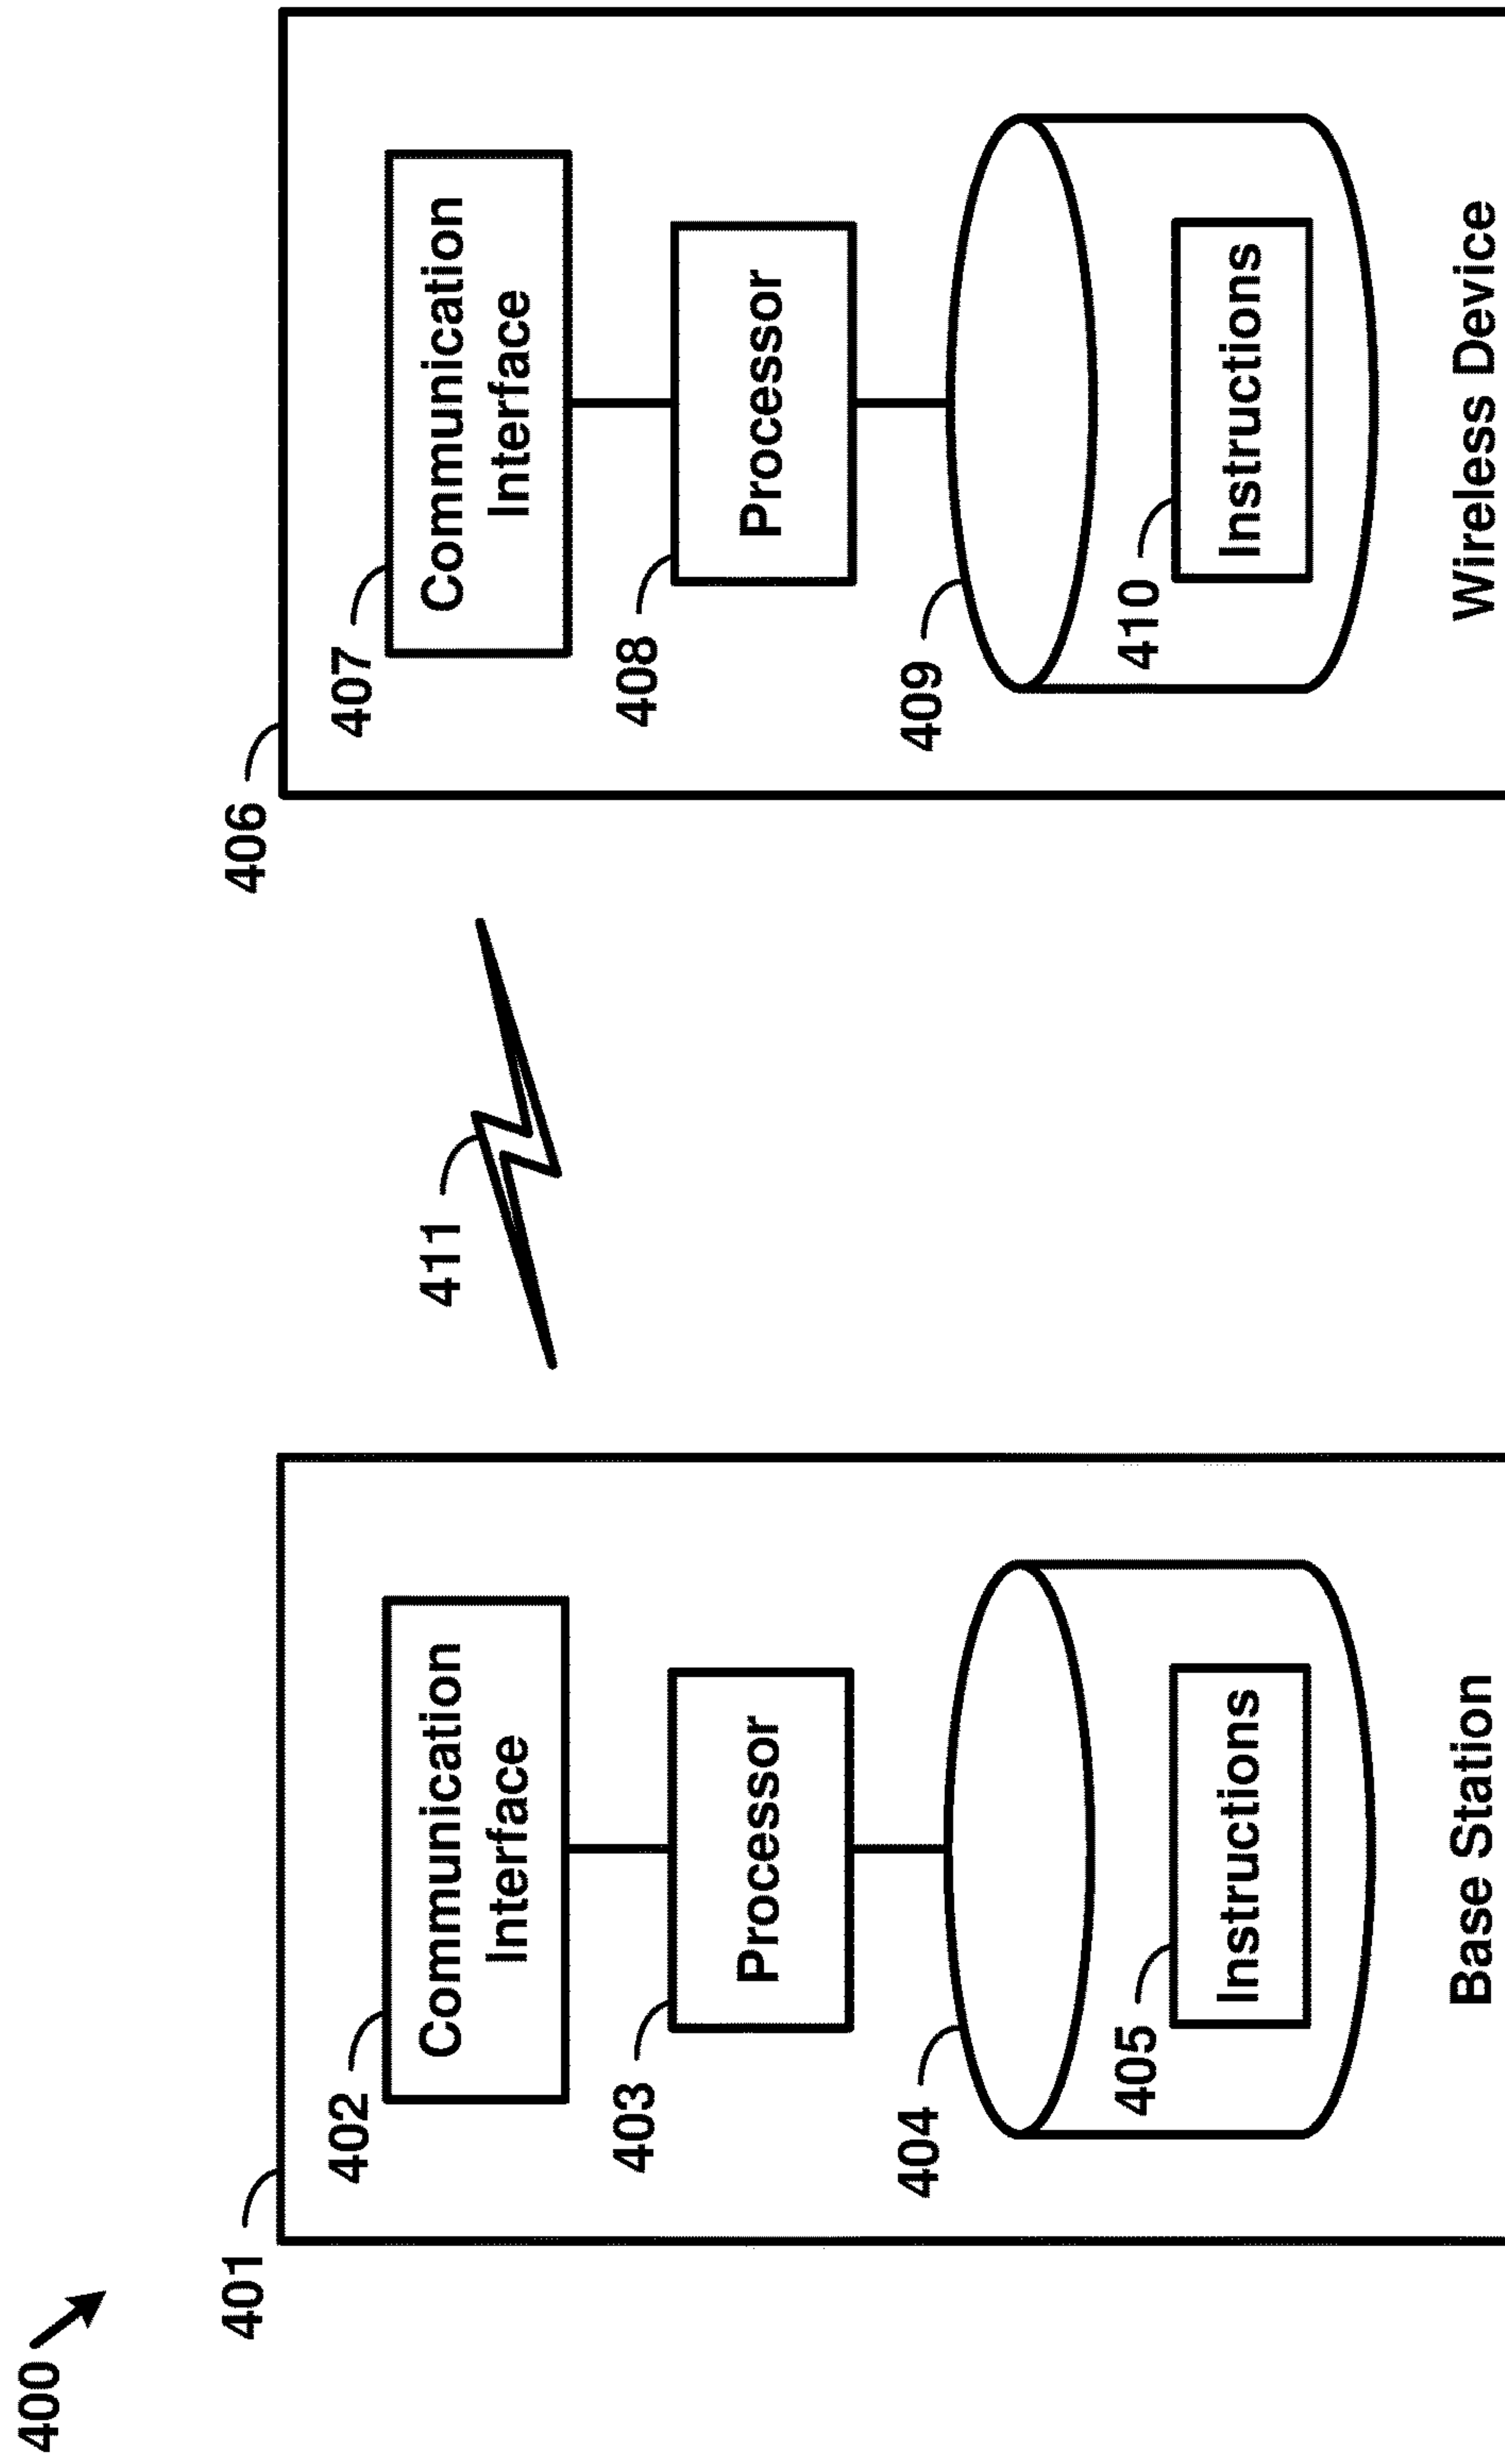 400
401
402
Communication
Interface
403
Processor
404
405
Instructions
Base Station
411
406
407
Communication
Interface
408
Processor
409
410
Instructions
Wireless Device